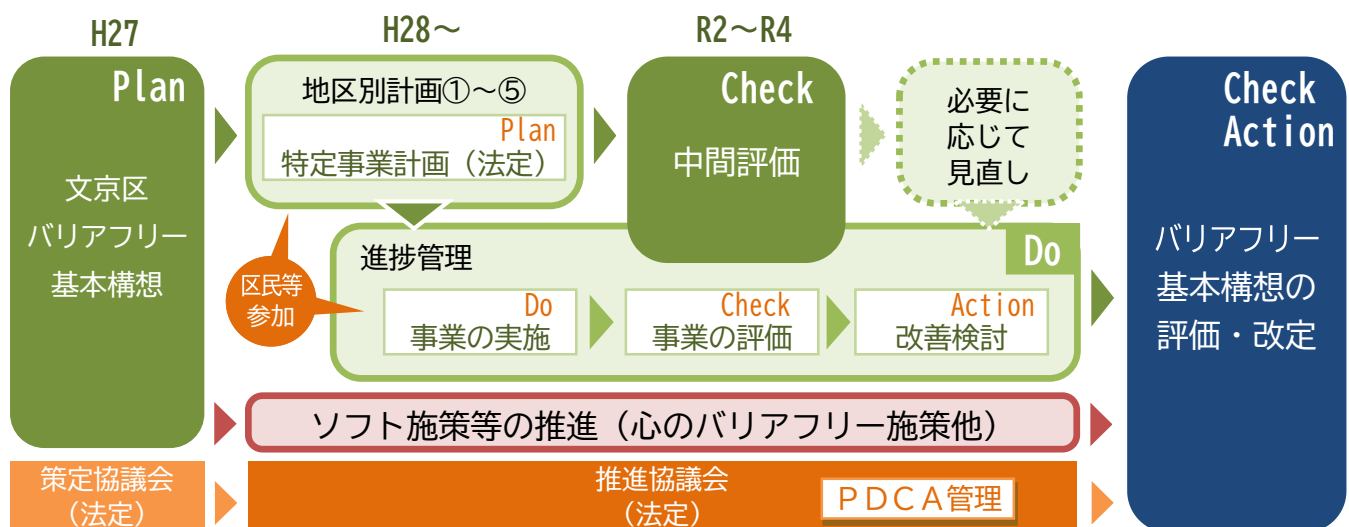 H27
Plan
文京区
バリアフリー
基本構想
H28～
地区別計画①～⑤
Plan
特定事業計画（法定）
R2～R4
Check
中間評価
必要に
応じて
見直し
区民等
参加
進捗管理
Do
Do
事業の実施
Check
事業の評価
Action
改善検討
Check
Action
バリアフリー
基本構想の
評価・改定
ソフト施策等の推進（心のバリアフリー施策他）
策定協議会
（法定）
推進協議会
（法定）
ＰＤＣＡ管理